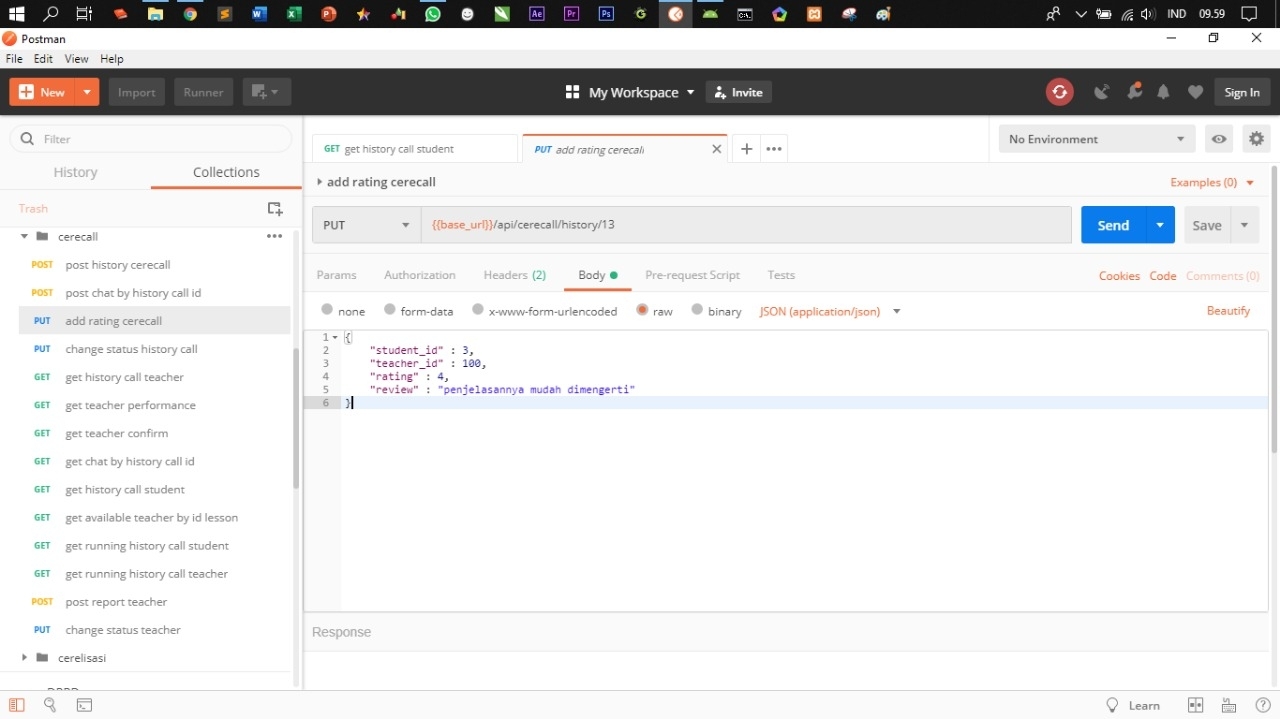 IND 09.59
Postman
File Edit View Help
New Import Runner My Workspace Invite Sign In
Filter
History Collections
Trash
cerecall
POST post history cerecall
POST post chat by history call id
PUT add rating cerecall
PUT change status history call
GET get history call teacher
GET get teacher performance
GET get teacher confirm
GET get chat by history call id
GET get history call student
GET get available teacher by id lesson
GET get running history call student
GET get running history call teacher
POST post report teacher
PUT change status teacher
cerelisasi
GET get history call student PUT add rating cerecall No Environment
add rating cerecall Examples (0)
PUT {{base_url}}/api/cerecall/history/13 Send Save
Params Authorization Headers (2) Body Pre-request Script Tests Cookies Code Comments (0)
none form-data x-www-form-urlencoded raw binary JSON (application/json) Beautify
1 {
2 "student_id" : 3,
3 "teacher_id" : 100,
4 "rating" : 4,
5 "review" : "penjelasannya mudah dimengerti"
6 }
Response
Learn